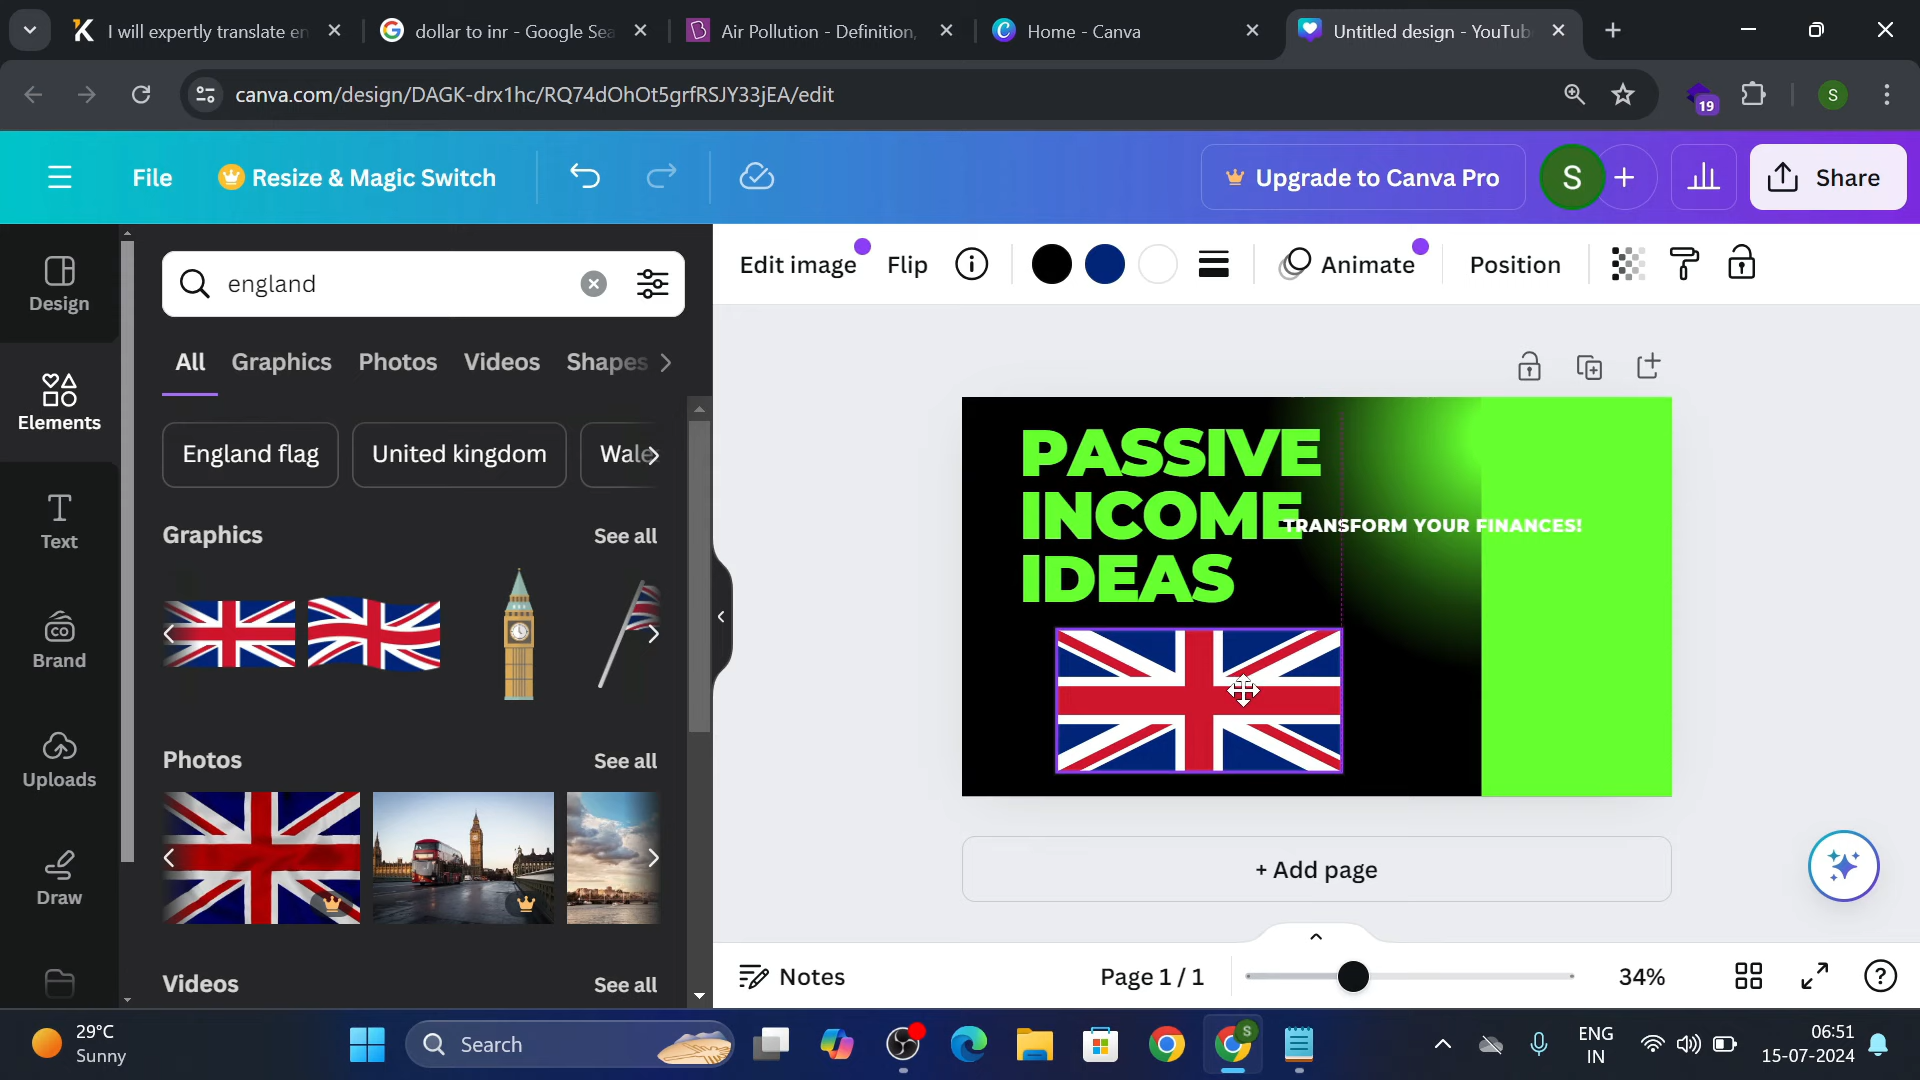 I will expertly translate en
dollar to inr - Google Sea
Air Pollution - Definition,
Home - Canva
Untitled design - YouTub
canva.com/design/DAGK-drx1hc/RQ74dOhOt5grfRSJY33jEA/edit
19
S
File
Resize & Magic Switch
Upgrade to Canva Pro
S
Share
Design
Elements
Text
Brand
Uploads
Draw
england
All Graphics Photos Videos Shapes
England flag
United kingdom
Wale
Graphics
See all
Photos
See all
Videos
See all
Edit image
Flip
Animate
Position
PASSIVE
INCOME
IDEAS
TRANSFORM YOUR FINANCES!
+ Add page
Notes
Page 1 / 1
34%
29°C
Sunny
Search
S
ENG
IN
06:51
15-07-2024